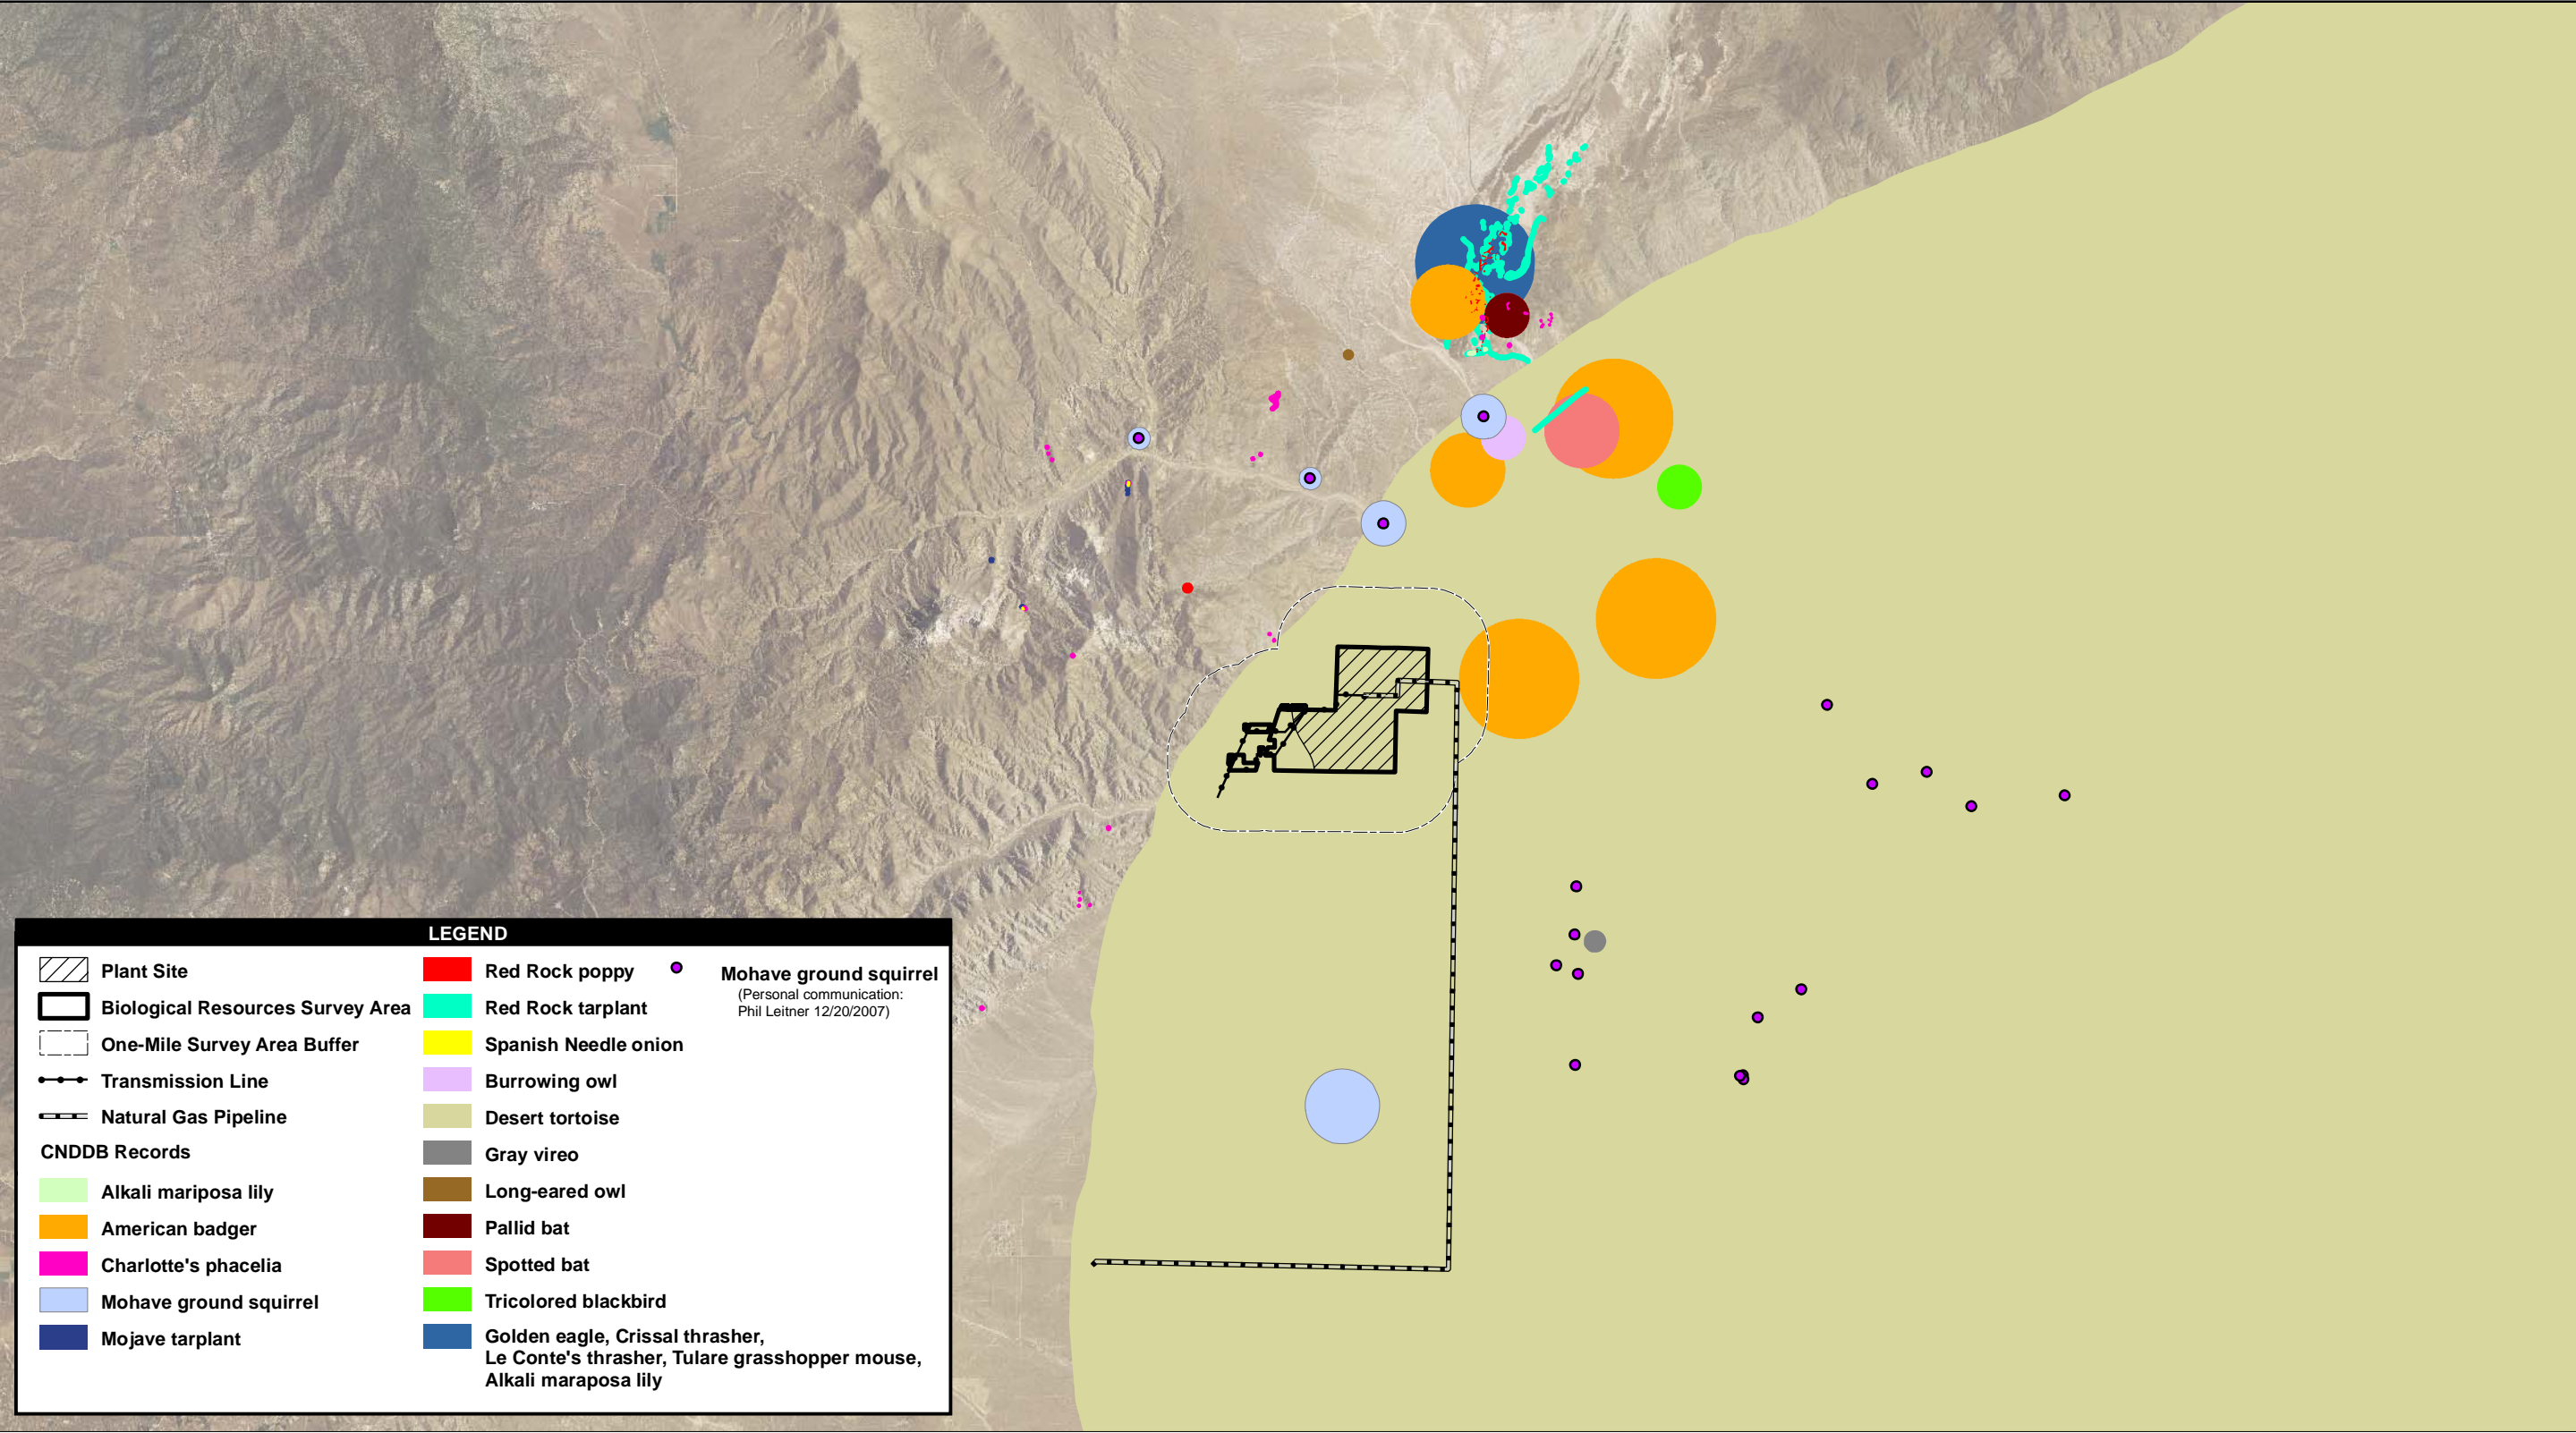 LEGEND
Plant Site
Biological Resources Survey Area
One-Mile Survey Area Buffer
Transmission Line
Natural Gas Pipeline
CNDDB Records
Alkali mariposa lily
American badger
Charlotte's phacelia
Mohave ground squirrel
Mojave tarplant
Red Rock poppy
Red Rock tarplant
Spanish Needle onion
Burrowing owl
Desert tortoise
Gray vireo
Long-eared owl
Pallid bat
Spotted bat
Tricolored blackbird
Golden eagle, Crissal thrasher,
Le Conte's thrasher, Tulare grasshopper mouse,
Alkali maraposa lily
Mohave ground squirrel
(Personal communication:
Phil Leitner 12/20/2007)